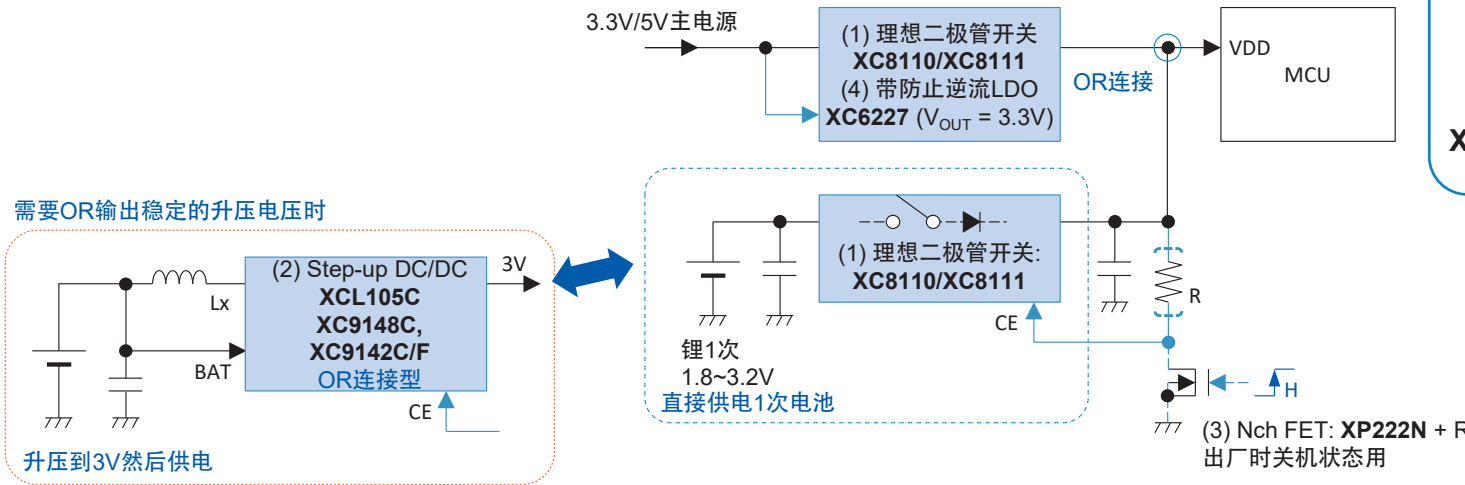 3.3V/5V主电源
(1) 理想二极管开关
XC8110/XC8111
(4) 带防止逆流LDO
XC6227 (VOUT = 3.3V)
OR连接
VDD
MCU
X
需要OR输出稳定的升压电压时
(2) Step-up DC/DC
XCL105C
XC9148C,
XC9142C/F
OR连接型
Lx
BAT
CE
3V
升压到3V然后供电
(1) 理想二极管开关:
XC8110/XC8111
CE
锂1次
1.8~3.2V
直接供电1次电池
R
H
(3) Nch FET: XP222N + R
出厂时关机状态用